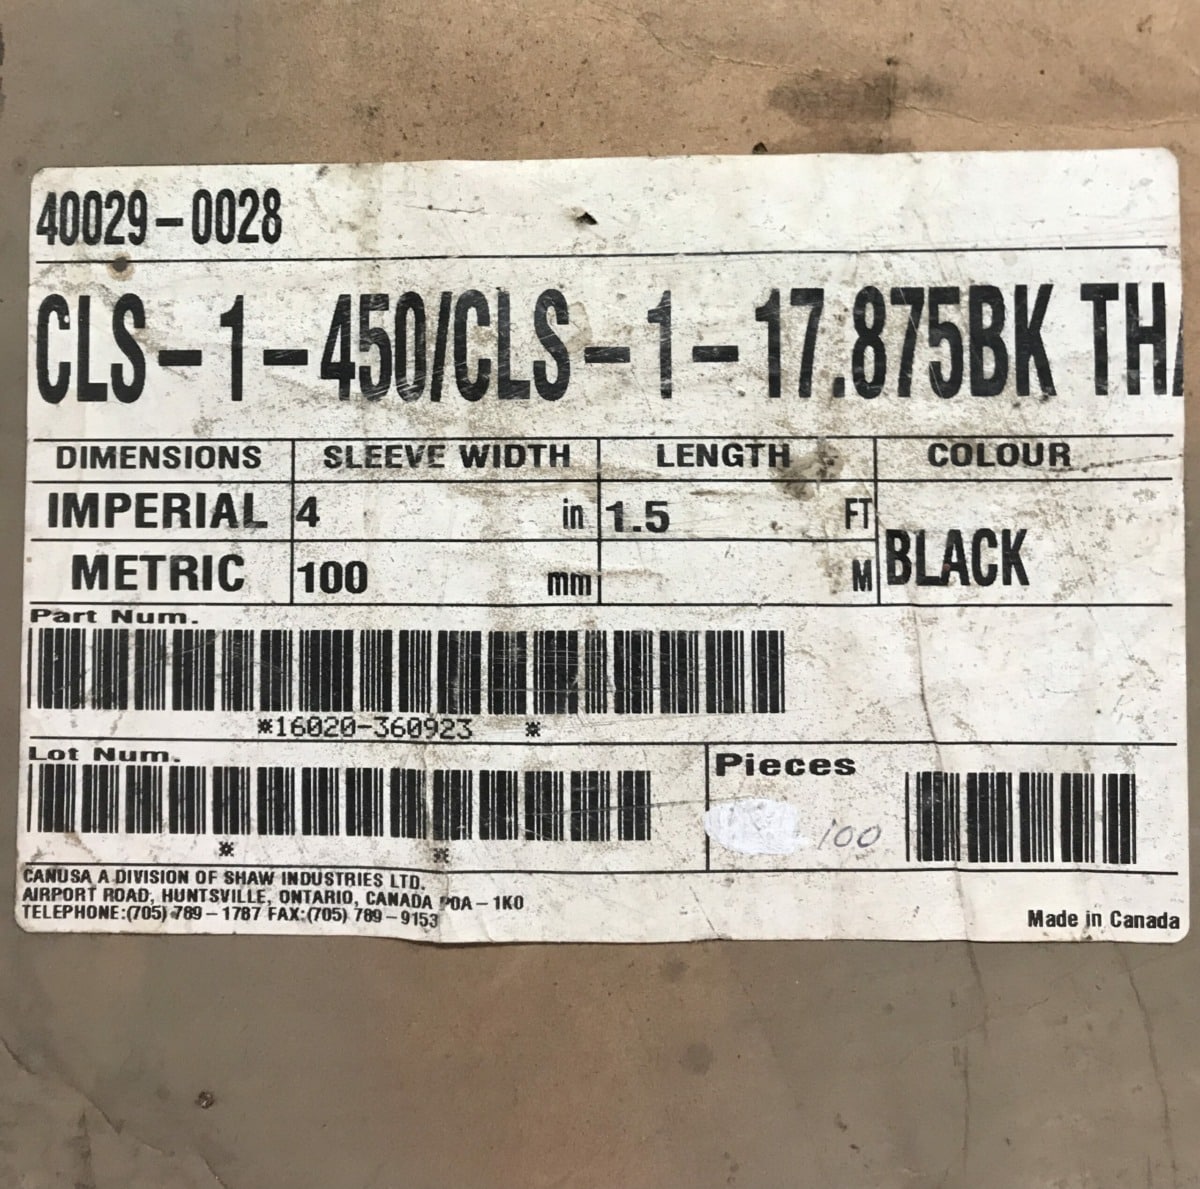 40029-0028
CLS-1-450/CLS-1-17.875BK
DIMENSIONS SLEEVE WIDTH LENGTH COLOUR
IMPERIAL 4 in 1.5 FT
BLACK
METRIC 100 mm M
Part Num.
*16020-360923 *
Lot Num.
* *
Pieces
100
CANUSA A DIVISION OF SHAW INDUSTRIES LTD.
AIRPORT ROAD, HUNTSVILLE, ONTARIO, CANADA P0A-1K0
TELEPHONE:(705) 789-1787 FAX:(705) 789-9153
Made in Canada